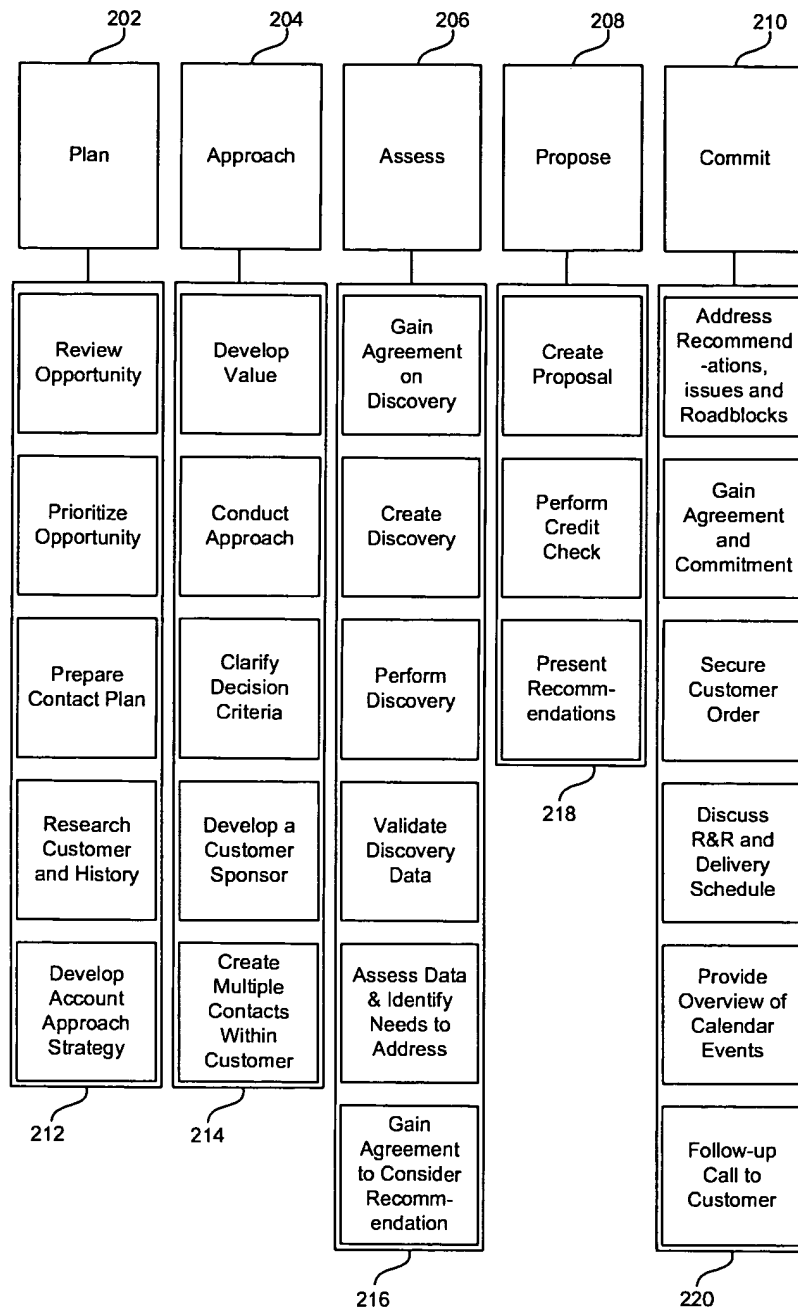 202
204
206
208
210
Plan
Approach
Assess
Propose
Commit
Review
Opportunity
Prioritize
Opportunity
Prepare
Contact Plan
Research
Customer
and History
Develop
Account
Approach
Strategy
212
Develop
Value
Conduct
Approach
Clarify
Decision
Criteria
Develop a
Customer
Sponsor
Create
Multiple
Contacts
Within
Customer
214
Gain
Agreement
on
Discovery
Create
Discovery
Perform
Discovery
Validate
Discovery
Data
Assess Data
& Identify
Needs to
Address
Gain
Agreement
to Consider
Recomm-
endation
216
Create
Proposal
Perform
Credit
Check
Present
Recomm-
endations
218
Address
Recommend
-ations,
issues and
Roadblocks
Gain
Agreement
and
Commitment
Secure
Customer
Order
Discuss
R&R and
Delivery
Schedule
Provide
Overview of
Calendar
Events
Follow-up
Call to
Customer
220